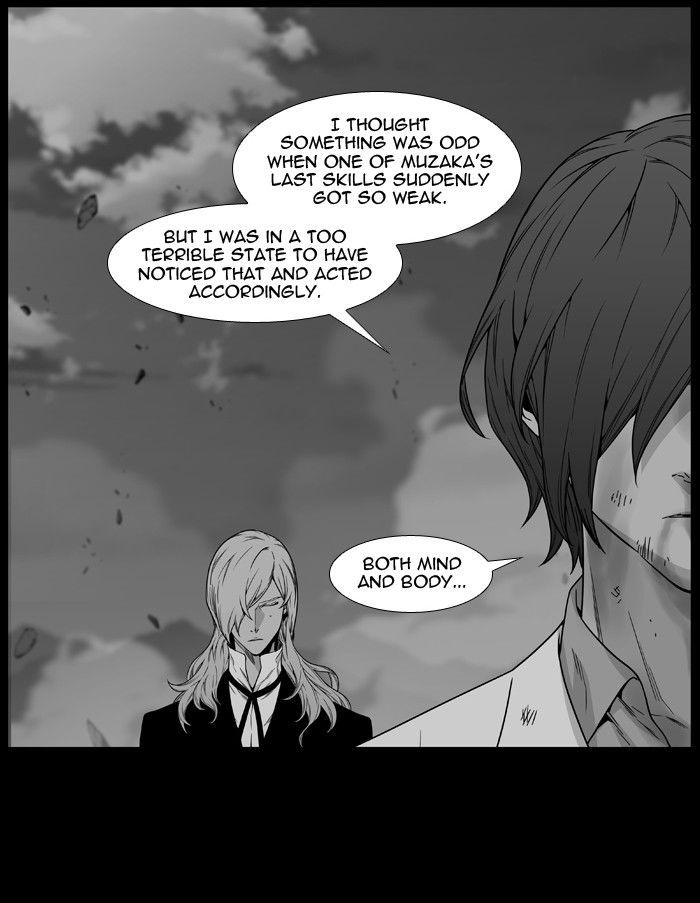 I THOUGHT
SOMETHING WAS ODD
WHEN ONE OF MUZAKA'S
LAST SKILLS SUDDENLY
GOT SO WEAK.
BUT I WAS IN A TOO
TERRIBLE STATE TO HAVE
NOTICED THAT AND ACTED
ACCORDINGLY.
BOTH MIND
AND BODY...